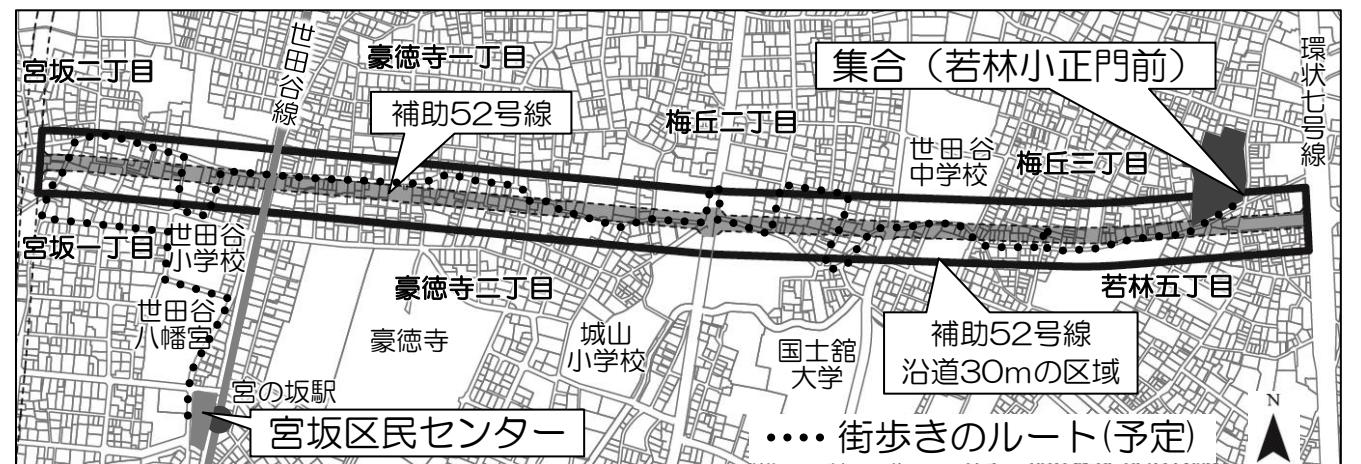 宮坂二丁目
世田谷線
豪徳寺一丁目
補助52号線
梅丘二丁目
集合（若林小正門前）
環状七号線
世田谷
中学校
梅丘三丁目
宮坂一丁目
世田谷
小学校
世田谷
八幡宮
豪徳寺二丁目
豪徳寺
城山
小学校
国士舘
大学
若林五丁目
補助52号線
沿道30mの区域
宮の坂駅
宮坂区民センター
•••• 街歩きのルート(予定)
N